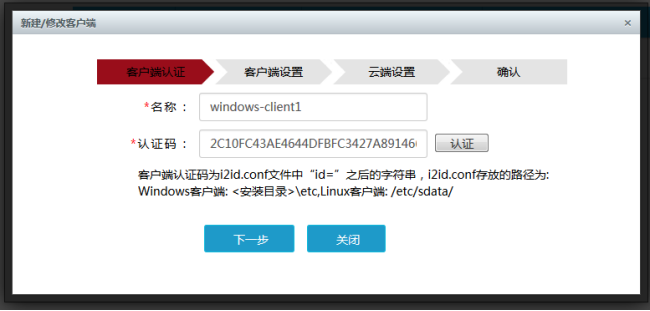 新建/修改客户端
×
客户端认证 客户端设置 云端设置 确认
*名称： windows-client1
*认证码： 2C10FC43AE4644DFBFC3427A89146 认证
客户端认证码为i2id.conf文件中“id=”之后的字符串，i2id.conf存放的路径为:
Windows客户端: <安装目录>\etc,Linux客户端: /etc/sdata/
下一步 关闭